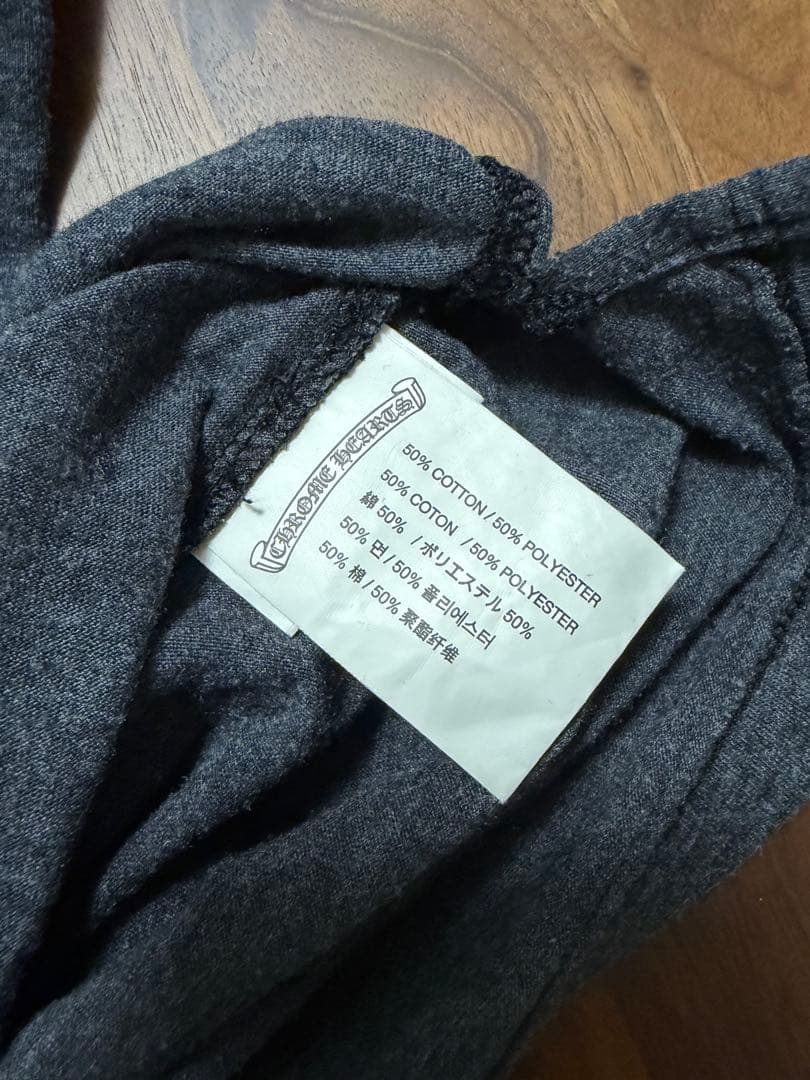 CHROME HEARTS
50% COTTON / 50% POLYESTER
50% COTON / 50% POLYESTER
綿 50% / ポリエステル 50%
50% 면 / 50% 폴리에스터
50% 棉 / 50% 聚酯纤维